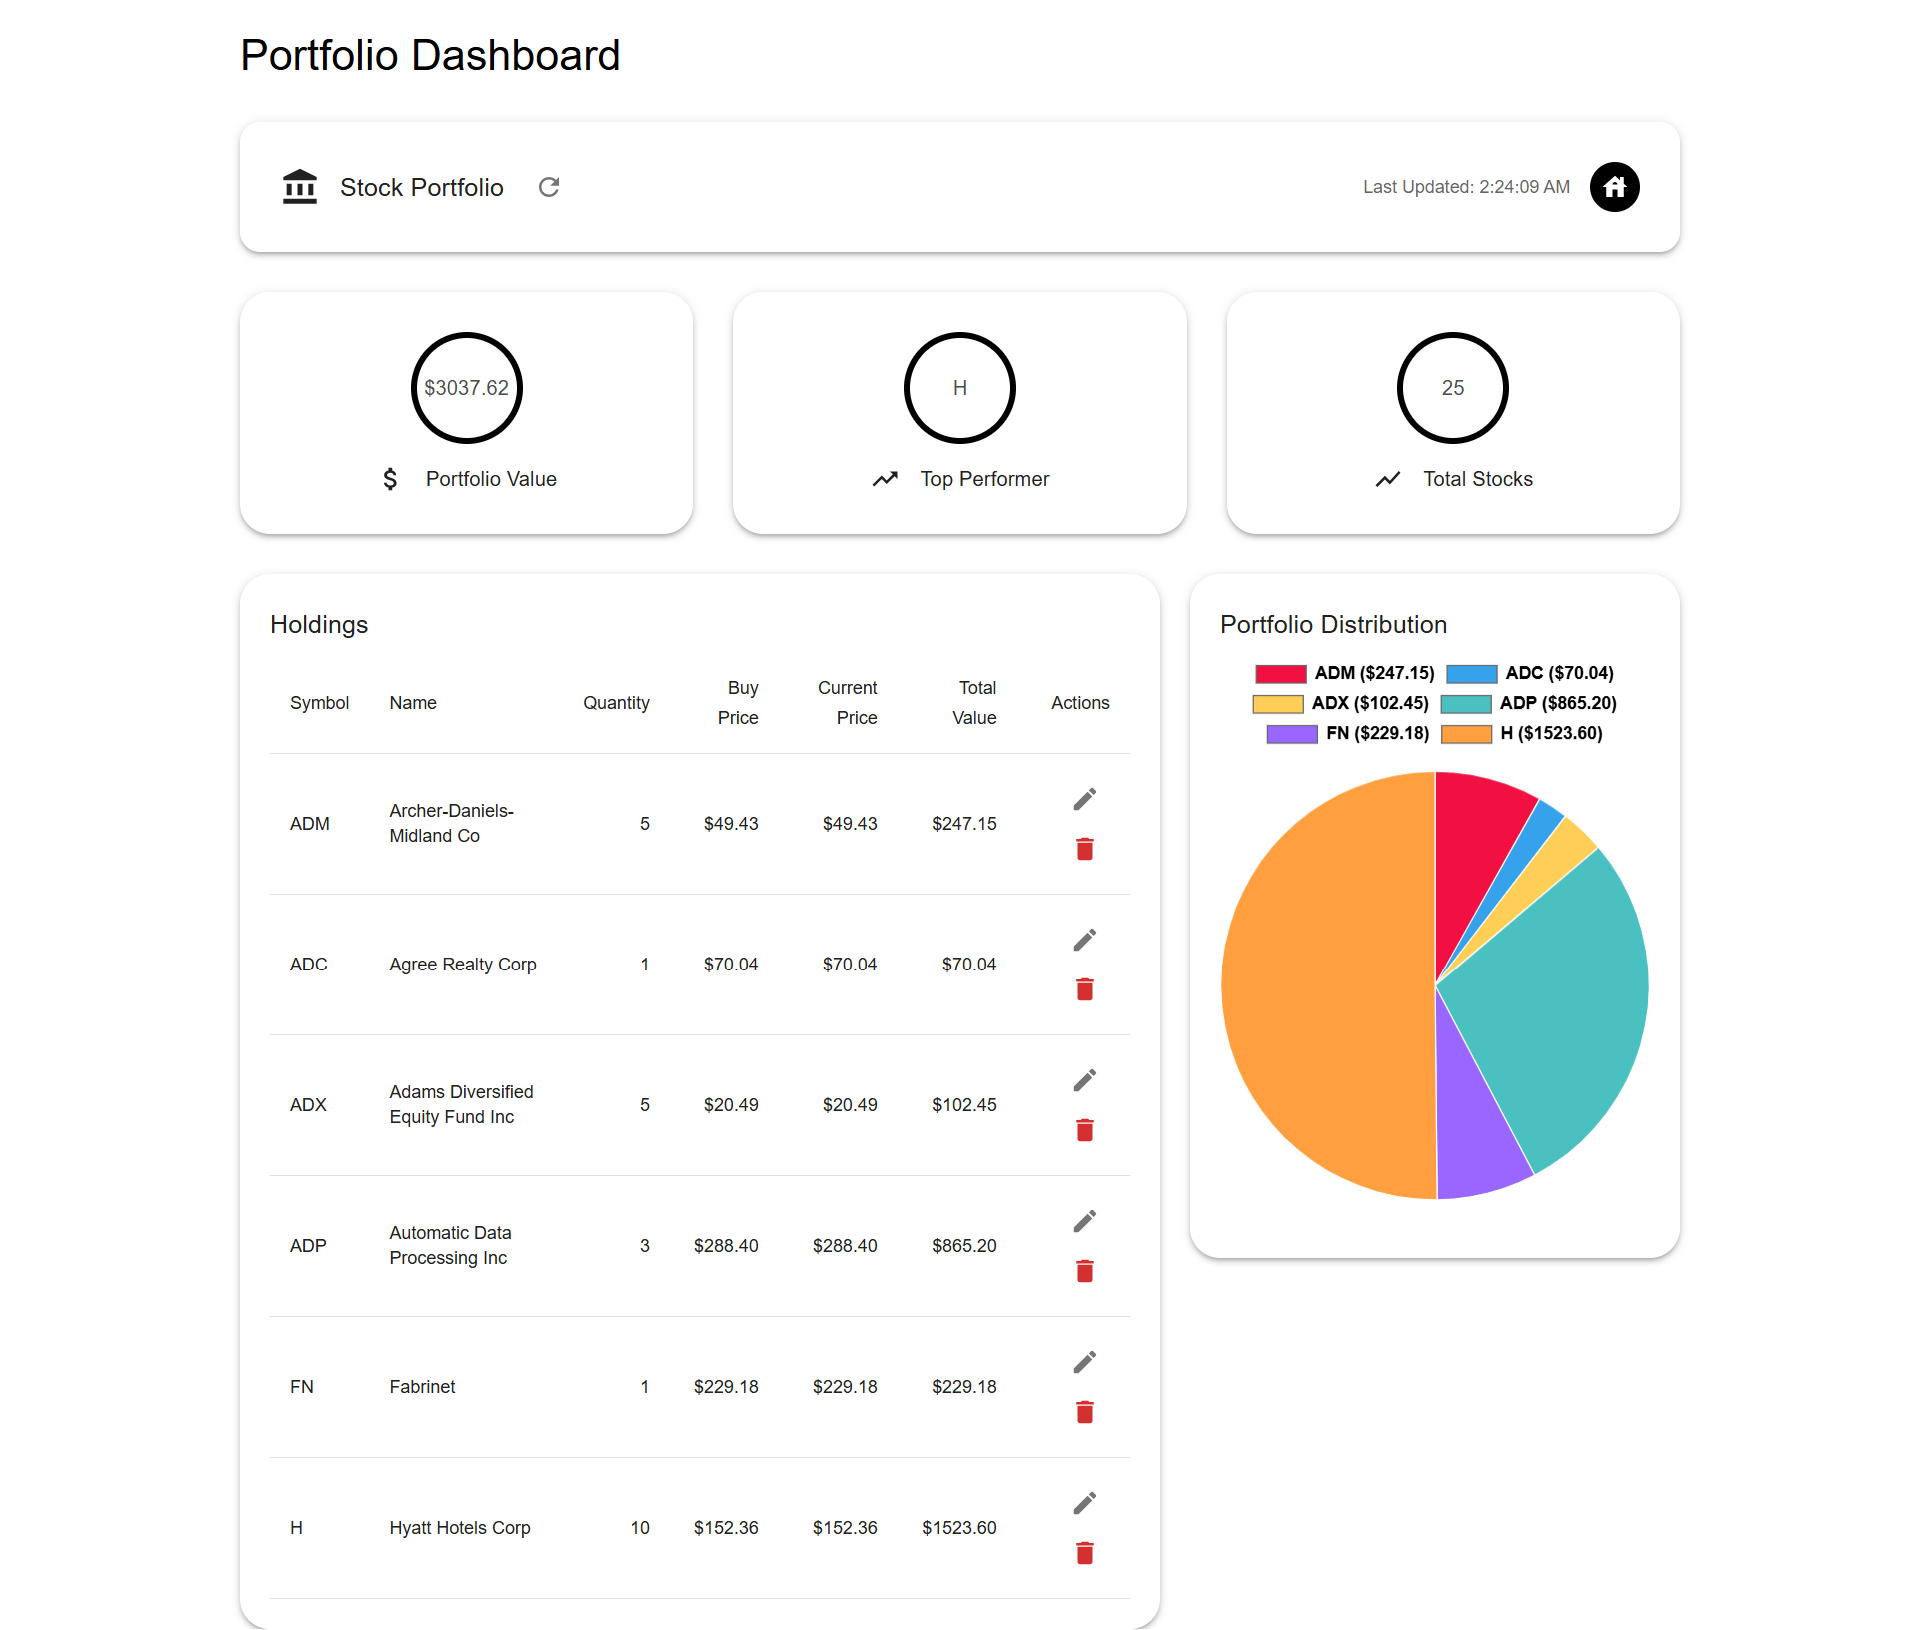 Portfolio Dashboard
Stock Portfolio
Last Updated: 2:24:09 AM
$3037.62
Portfolio Value
H
Top Performer
25
Total Stocks
Holdings
Symbol Name Quantity Buy Price Current Price Total Value Actions
ADM Archer-Daniels-Midland Co 5 $49.43 $49.43 $247.15
ADC Agree Realty Corp 1 $70.04 $70.04 $70.04
ADX Adams Diversified Equity Fund Inc 5 $20.49 $20.49 $102.45
ADP Automatic Data Processing Inc 3 $288.40 $288.40 $865.20
FN Fabrinet 1 $229.18 $229.18 $229.18
H Hyatt Hotels Corp 10 $152.36 $152.36 $1523.60
Portfolio Distribution
ADM ($247.15) ADC ($70.04)
ADX ($102.45) ADP ($865.20)
FN ($229.18) H ($1523.60)